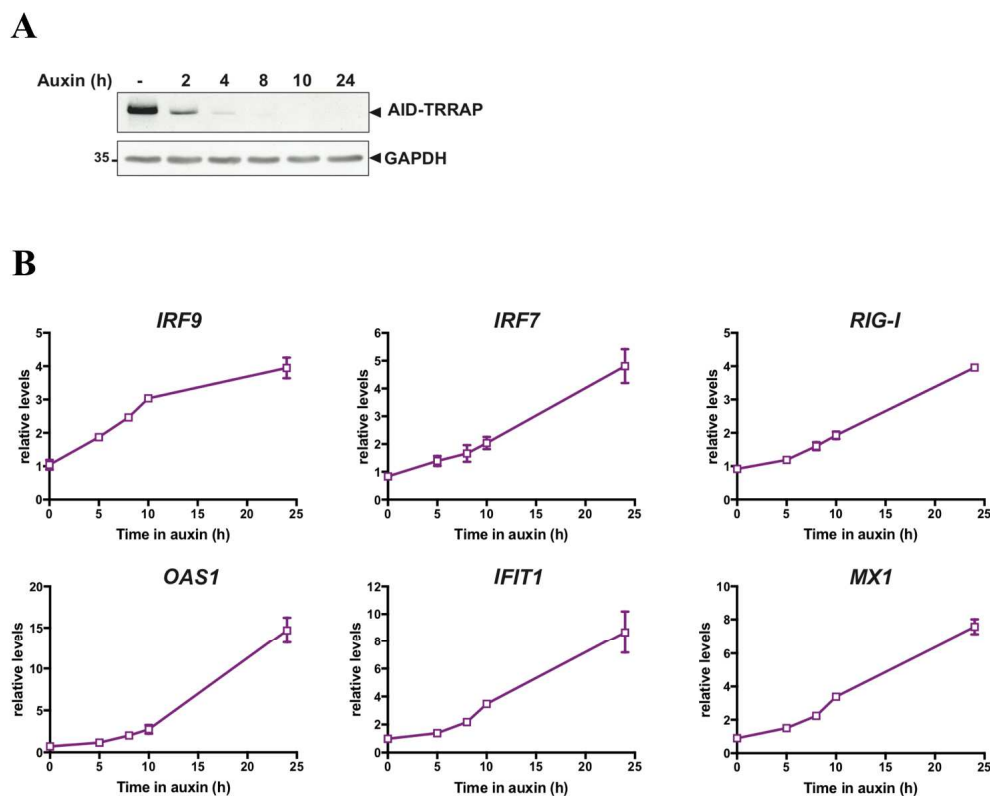 A
Auxin (h) - 2 4 8 10 24
AID-TRRAP
35 GAPDH
B
IRF9 IRF7 RIG-I
5 6 5
4 5 4
3 4 3
2 3 2
1 2 1
0 1 0
0
relative levels relative levels relative levels
0 5 10 15 20 25 0 5 10 15 20 25 0 5 10 15 20 25
Time in auxin (h) Time in auxin (h) Time in auxin (h)
OAS1 IFIT1 MX1
20 12 10
15 10 8
10 8 6
5 6 4
0 4 2
2 0
0
relative levels relative levels relative levels
0 5 10 15 20 25 0 5 10 15 20 25 0 5 10 15 20 25
Time in auxin (h) Time in auxin (h) Time in auxin (h)